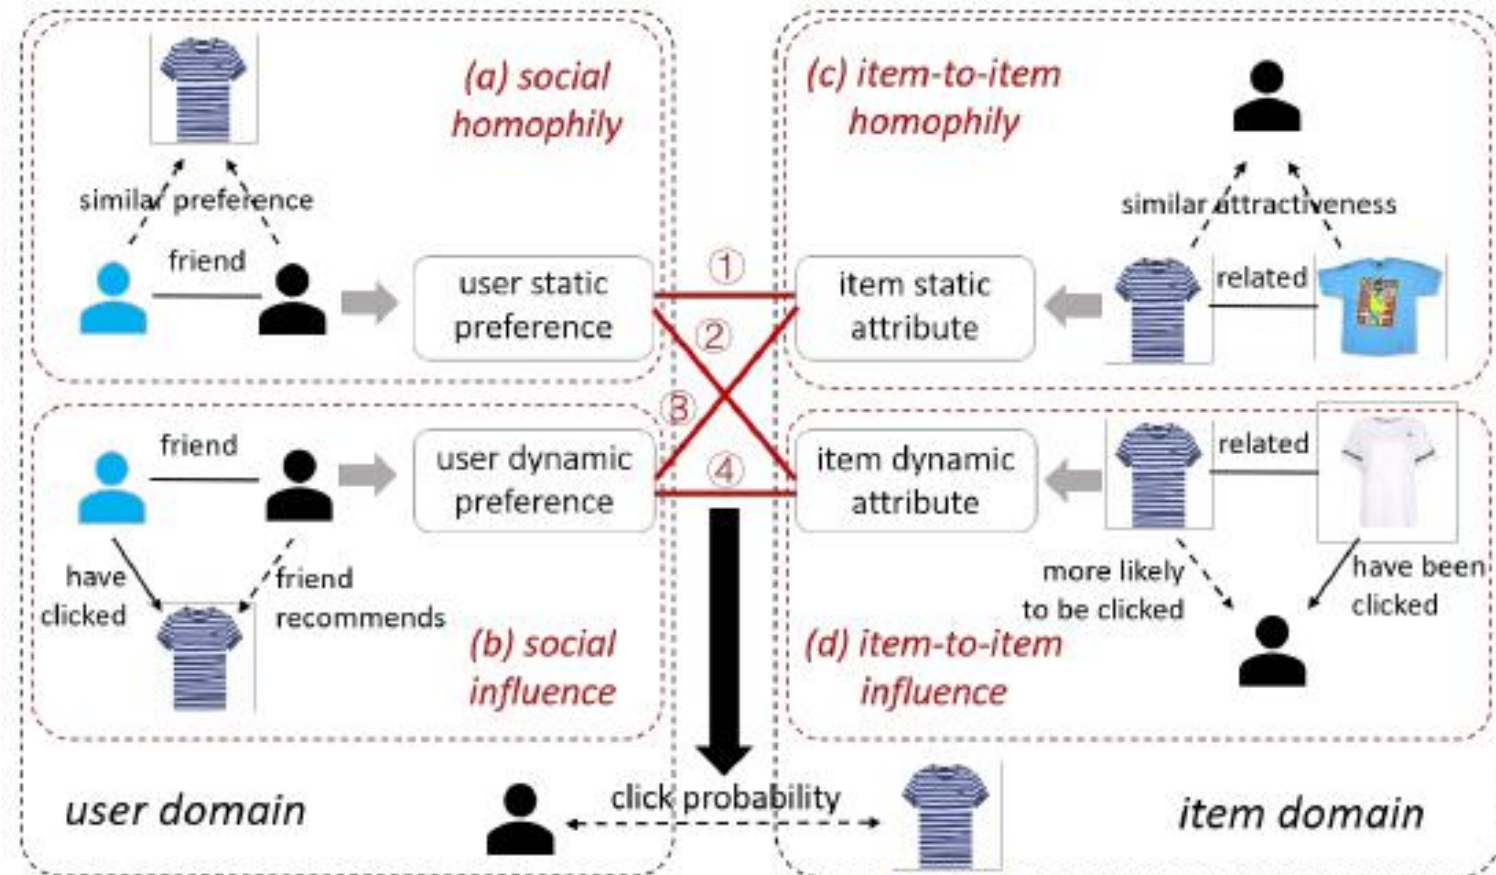 (a) social
homophily
similar preference
friend
user static
preference
friend
user dynamic
preference
have
clicked
friend
recommends
(b) social
influence
user domain
①
②
③
④
click probability
(c) item-to-item
homophily
similar attractiveness
item static
attribute
related
item dynamic
attribute
related
more likely
to be clicked
have been
clicked
(d) item-to-item
influence
item domain